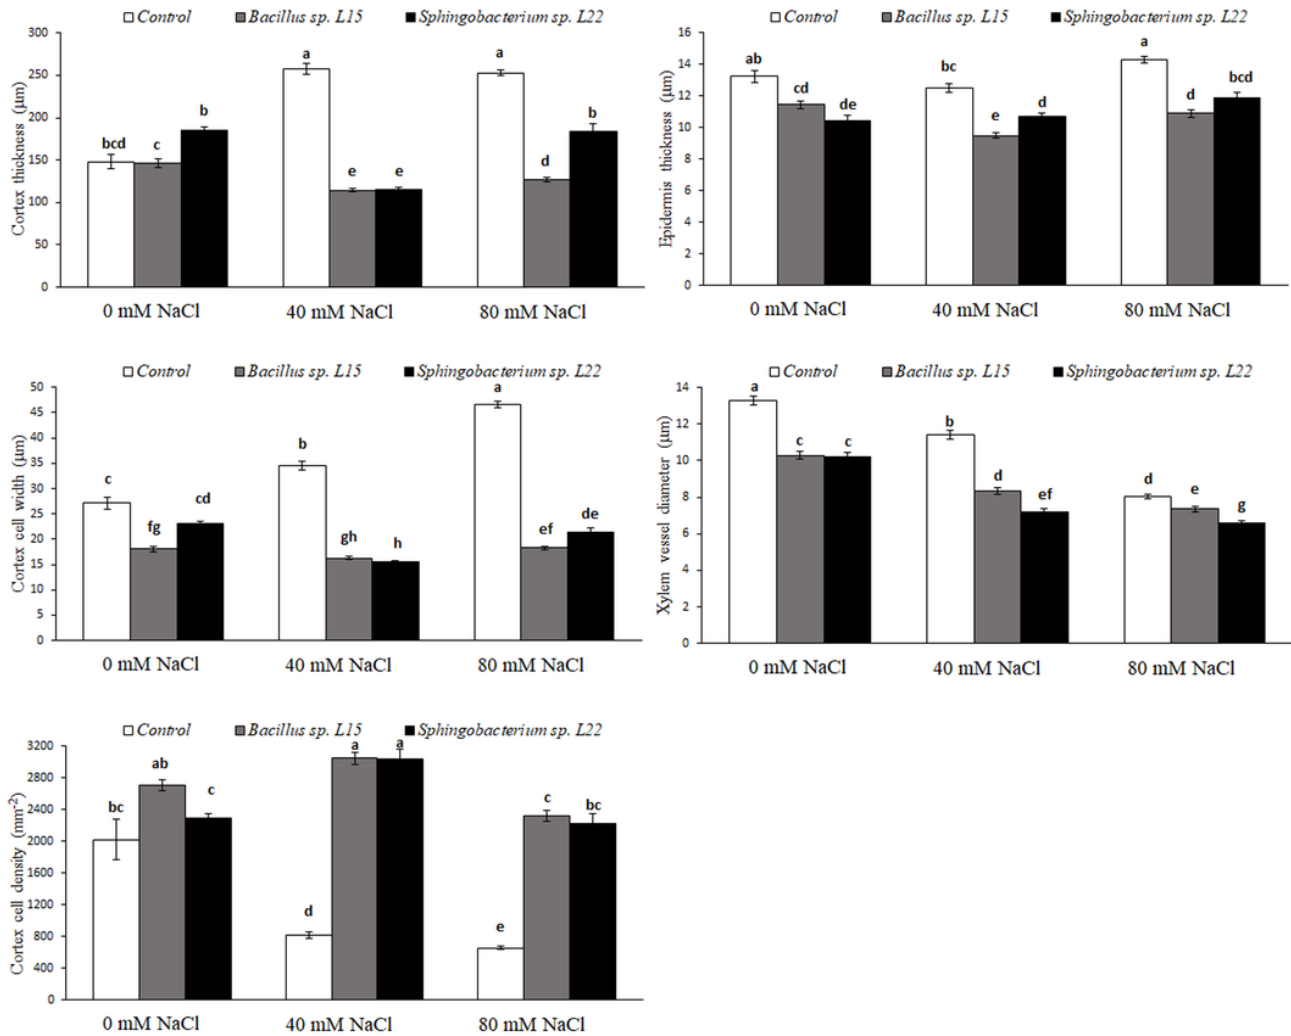 Control Bacillus sp. L15 Sphingobacterium sp. L22
Cortex thickness (µm)
300
250
200
150
100
50
0
bcd c b
a e e
a d b
0 mM NaCl 40 mM NaCl 80 mM NaCl
Control Bacillus sp. L15 Sphingobacterium sp. L22
Epidermis thickness (µm)
16
14
12
10
8
6
4
2
0
ab cd de
bc e d
a d bcd
0 mM NaCl 40 mM NaCl 80 mM NaCl
Control Bacillus sp. L15 Sphingobacterium sp. L22
Cortex cell width (µm)
50
45
40
35
30
25
20
15
10
5
0
c fg cd
b gh h
a ef de
0 mM NaCl 40 mM NaCl 80 mM NaCl
Control Bacillus sp. L15 Sphingobacterium sp. L22
Xylem vessel diameter (µm)
14
12
10
8
6
4
2
0
a c c
b d ef
d e g
0 mM NaCl 40 mM NaCl 80 mM NaCl
Control Bacillus sp. L15 Sphingobacterium sp. L22
Cortex cell density (mm⁻²)
3200
2800
2400
2000
1600
1200
800
400
0
bc ab c
d a a
e c bc
0 mM NaCl 40 mM NaCl 80 mM NaCl